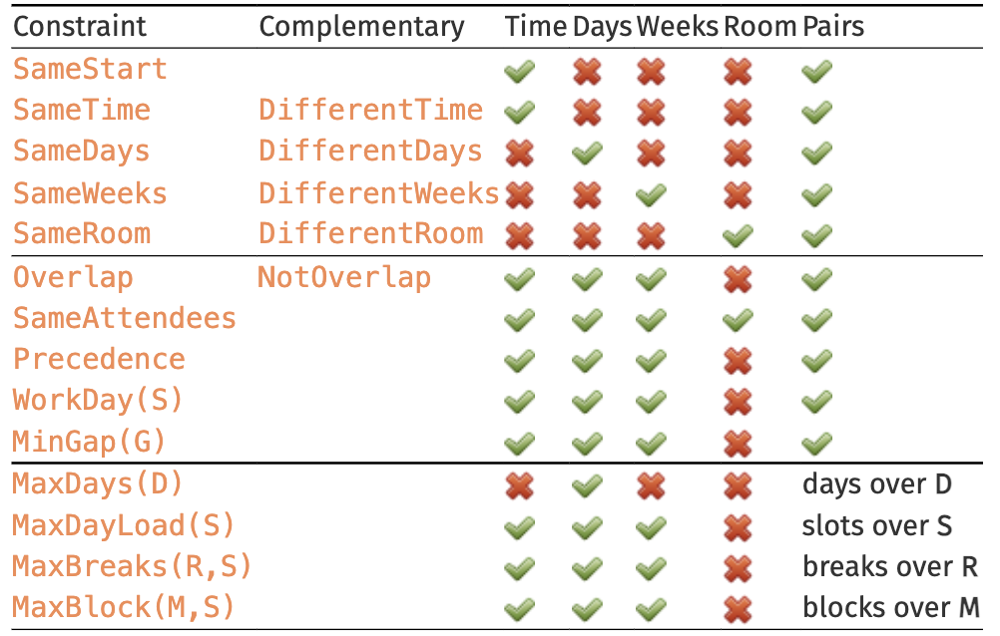 Constraint Complementary Time Days Weeks Room Pairs
SameStart ✔ ✖ ✖ ✖ ✔
SameTime DifferentTime ✔ ✖ ✖ ✖ ✔
SameDays DifferentDays ✖ ✔ ✖ ✖ ✔
SameWeeks DifferentWeeks ✖ ✖ ✔ ✖ ✔
SameRoom DifferentRoom ✖ ✖ ✖ ✔ ✔
Overlap NotOverlap ✔ ✔ ✔ ✖ ✔
SameAttendees ✔ ✔ ✔ ✔ ✔
Precedence ✔ ✔ ✔ ✖ ✔
WorkDay(S) ✔ ✔ ✔ ✖ ✔
MinGap(G) ✔ ✔ ✔ ✖ ✔
MaxDays(D) ✖ ✔ ✖ ✖ days over D
MaxDayLoad(S) ✔ ✔ ✔ ✖ slots over S
MaxBreaks(R,S) ✔ ✔ ✔ ✖ breaks over R
MaxBlock(M,S) ✔ ✔ ✔ ✖ blocks over M